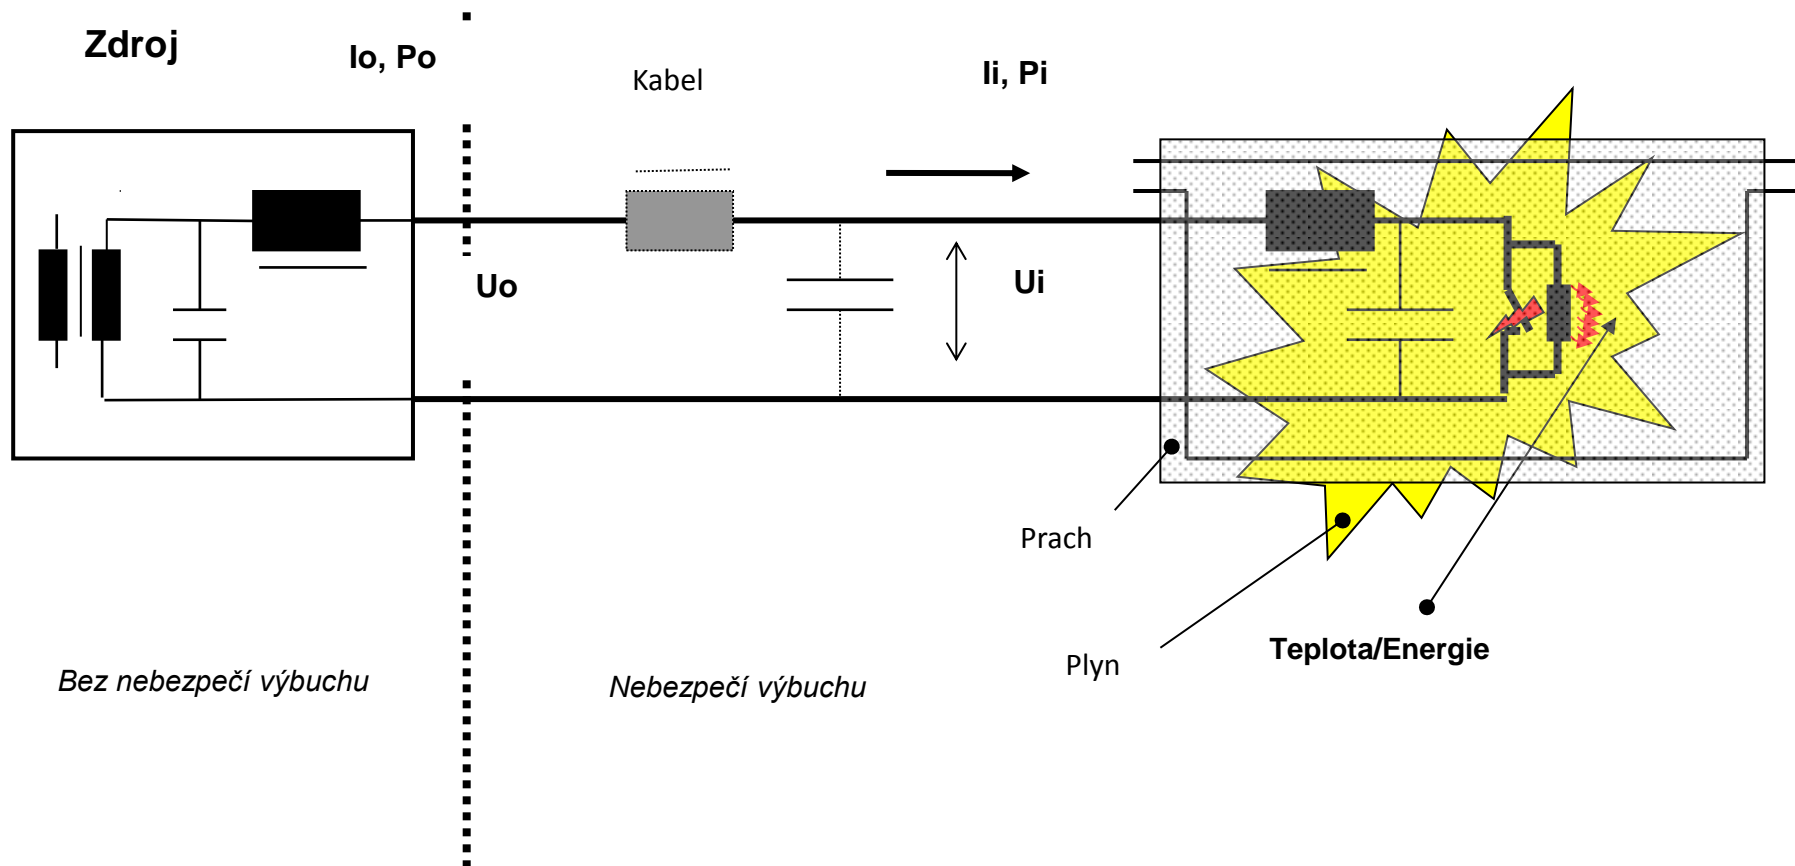 Zdroj
Io, Po
Kabel
Ii, Pi
Uo
Ui
Prach
Plyn
Teplota/Energie
Bez nebezpečí výbuchu
Nebezpečí výbuchu